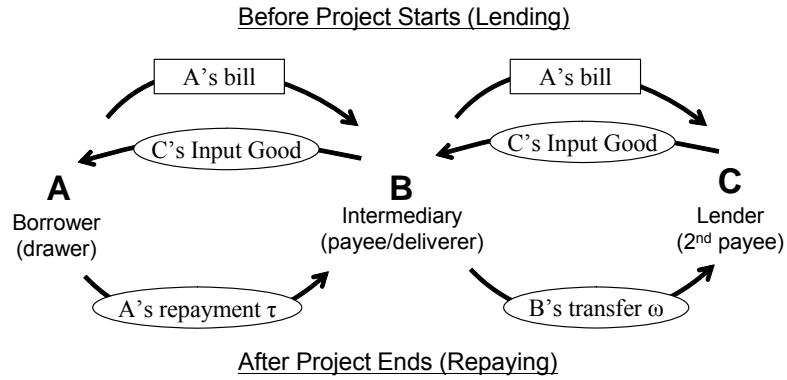 Before Project Starts (Lending)
A's bill
A's bill
C's Input Good
C's Input Good
A
B
C
Borrower
(drawer)
Intermediary
(payee/deliverer)
Lender
(2nd payee)
A's repayment τ
B's transfer ω
After Project Ends (Repaying)